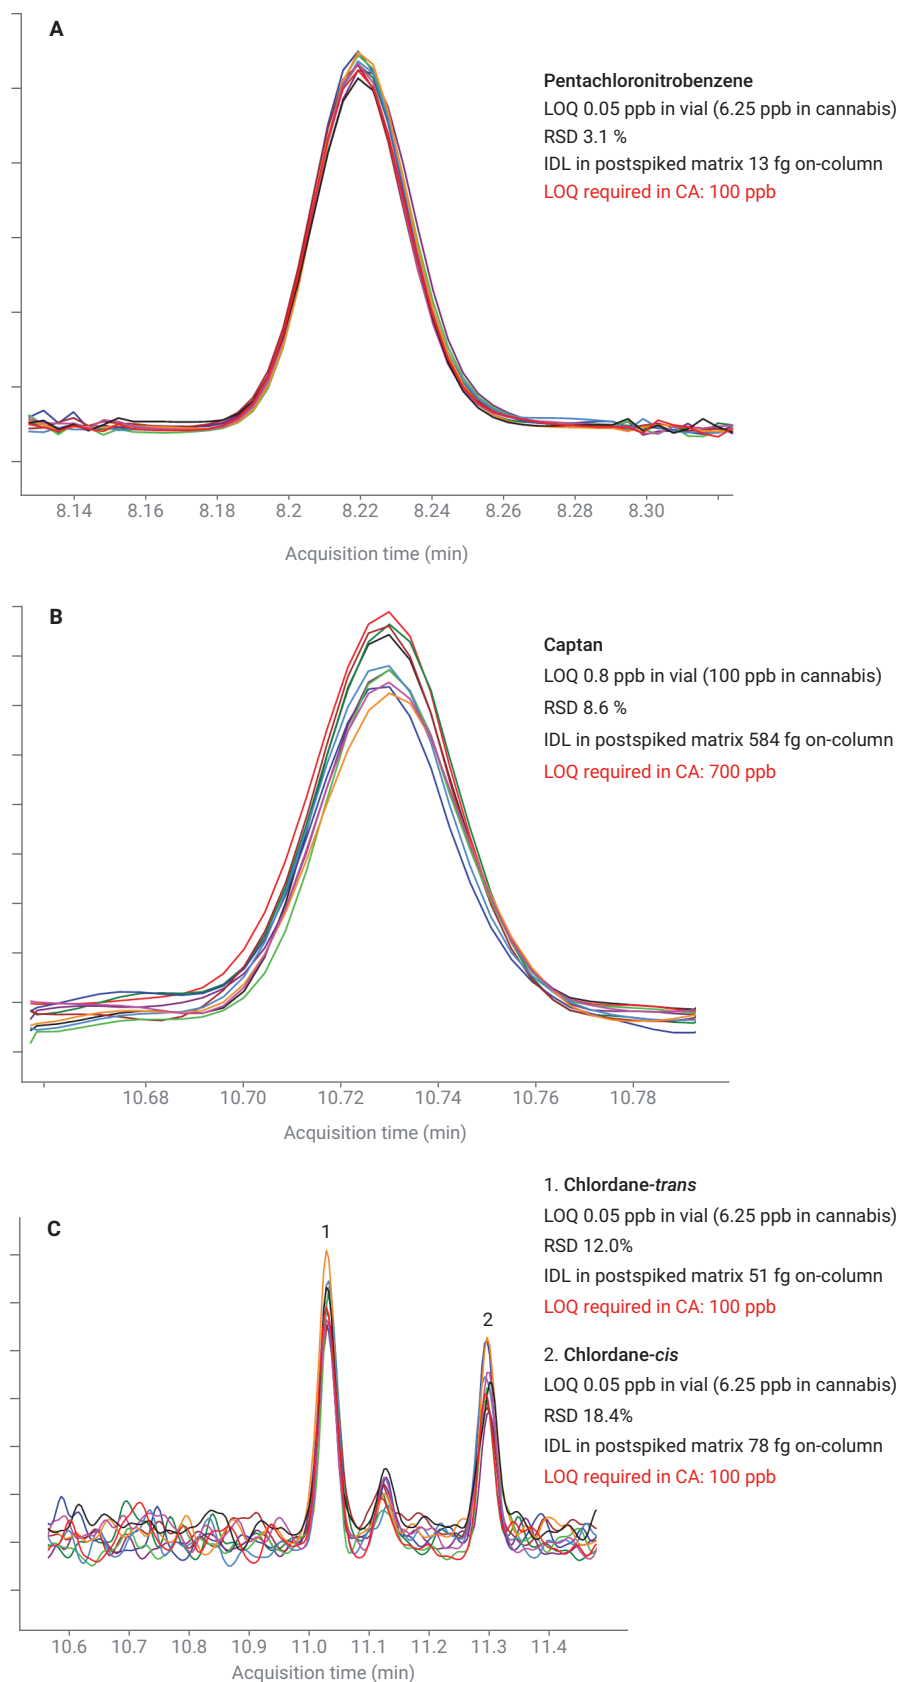 A
Pentachloronitrobenzene
LOQ 0.05 ppb in vial (6.25 ppb in cannabis)
RSD 3.1 %
IDL in postspiked matrix 13 fg on-column
LOQ required in CA: 100 ppb
8.14 8.16 8.18 8.2 8.22 8.24 8.26 8.28 8.30
Acquisition time (min)
B
Captan
LOQ 0.8 ppb in vial (100 ppb in cannabis)
RSD 8.6 %
IDL in postspiked matrix 584 fg on-column
LOQ required in CA: 700 ppb
10.68 10.70 10.72 10.74 10.76 10.78
Acquisition time (min)
C
1
2
1. Chlordane-trans
LOQ 0.05 ppb in vial (6.25 ppb in cannabis)
RSD 12.0%
IDL in postspiked matrix 51 fg on-column
LOQ required in CA: 100 ppb
2. Chlordane-cis
LOQ 0.05 ppb in vial (6.25 ppb in cannabis)
RSD 18.4%
IDL in postspiked matrix 78 fg on-column
LOQ required in CA: 100 ppb
10.6 10.7 10.8 10.9 11.0 11.1 11.2 11.3 11.4
Acquisition time (min)